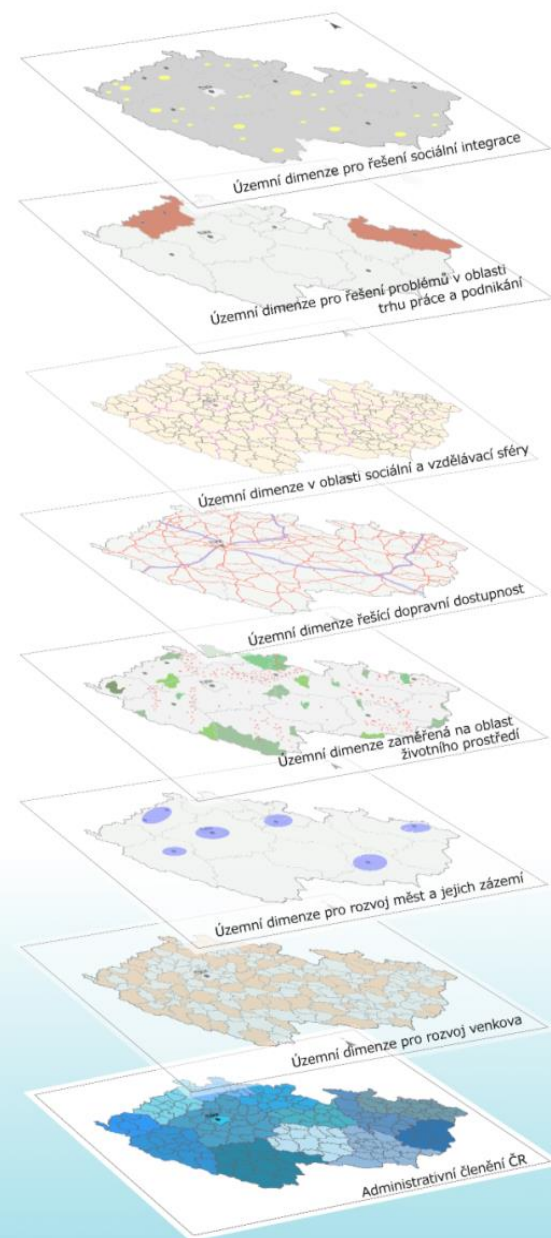 Územní dimenze pro řešení sociální integrace
Územní dimenze pro řešení problémů v oblasti
trhu práce a podnikání
Územní dimenze v oblasti sociální a vzdělávací sféry
Územní dimenze řešící dopravní dostupnost
Územní dimenze zaměřená na oblast
životního prostředí
Územní dimenze pro rozvoj měst a jejich zázemí
Územní dimenze pro rozvoj venkova
Administrativní členění ČR